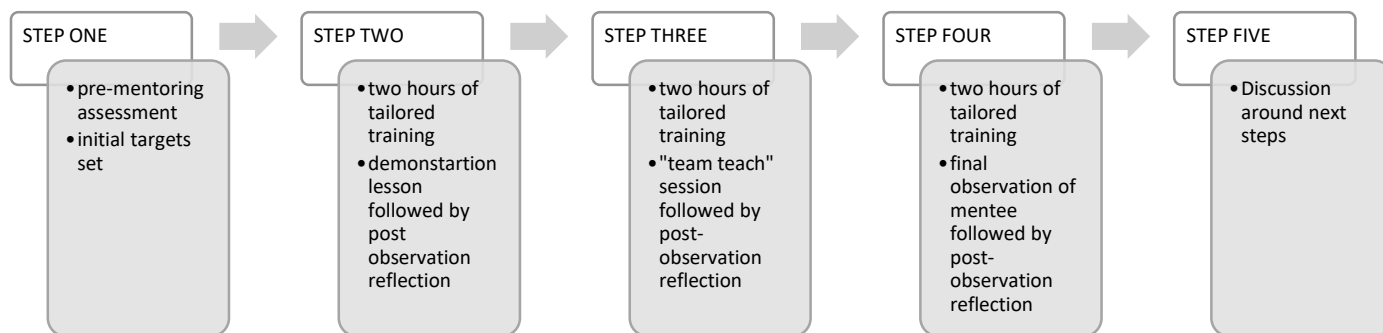 STEP ONE
•pre-mentoring
assessment
•initial targets
set
STEP TWO
•two hours of
tailored
training
•demonstartion
lesson
followed by
post
observation
reflection
STEP THREE
•two hours of
tailored
training
•"team teach"
session
followed by
post-
observation
reflection
STEP FOUR
•two hours of
tailored
training
•final
observation of
mentee
followed by
post-
observation
reflection
STEP FIVE
•Discussion
around next
steps